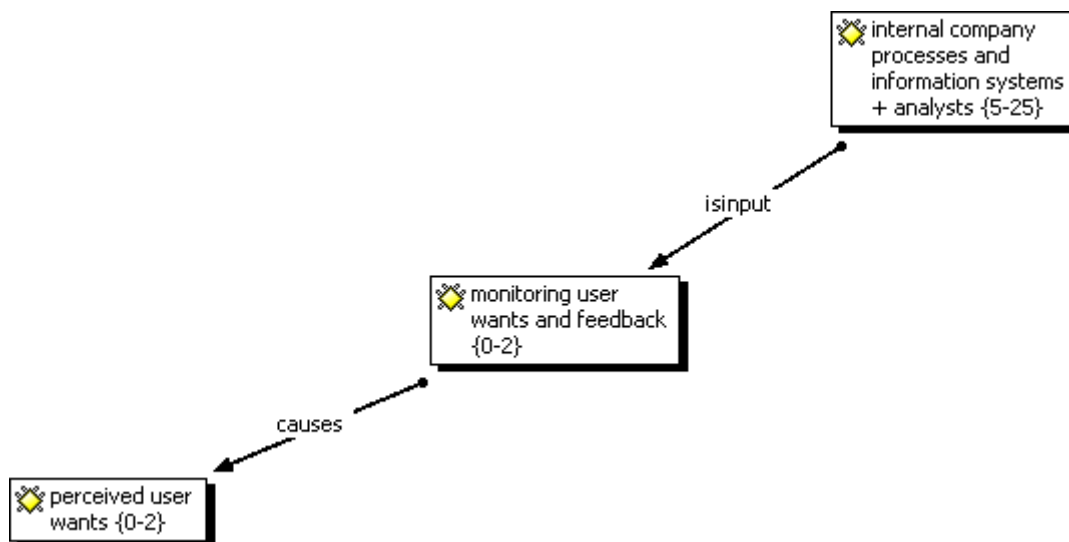 internal company
processes and
information systems
+ analysts {5-25}
isinput
monitoring user
wants and feedback
{0-2}
causes
perceived user
wants {0-2}